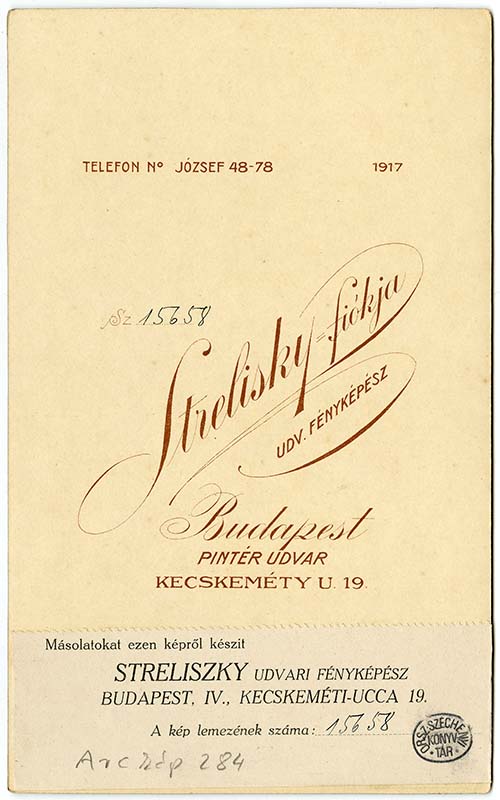 TELEFON Nº JÓZSEF 48-78 1917
Sz 15658
Strelisky=fiókja
UDV. FÉNYKÉPÉSZ
Budapest
PINTÉR UDVAR
KECSKEMÉTY U. 19.
Másolatokat ezen képről készit
STRELISZKY UDVARI FÉNYKÉPÉSZ
BUDAPEST, IV., KECSKEMÉTI-UCCA 19.
A kép lemezének száma: 15658
ORSZ. SZÉCHÉNYI
KÖNYV
TÁR
Arckép 284